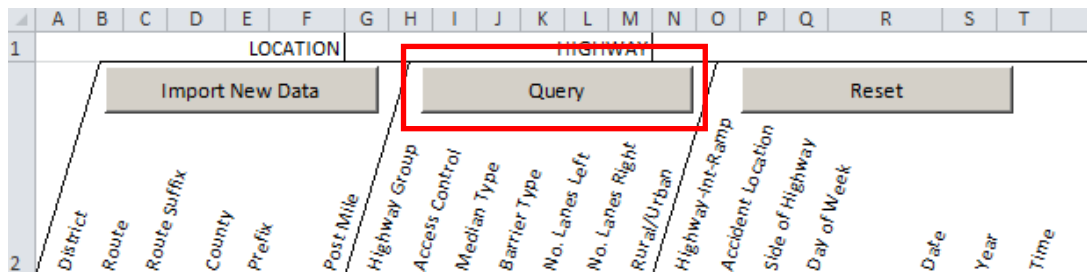 A B C D E F G H I J K L M N O P Q R S T
1 LOCATION HIGHWAY
Import New Data Query Reset
2 District Route Route Suffix County Prefix Post Mile Highway Group Access Control Median Type Barrier Type No. Lanes Left No. Lanes Right Rural/Urban Highway-Int-Ramp Accident Location Side of Highway Day of Week Date Year Time